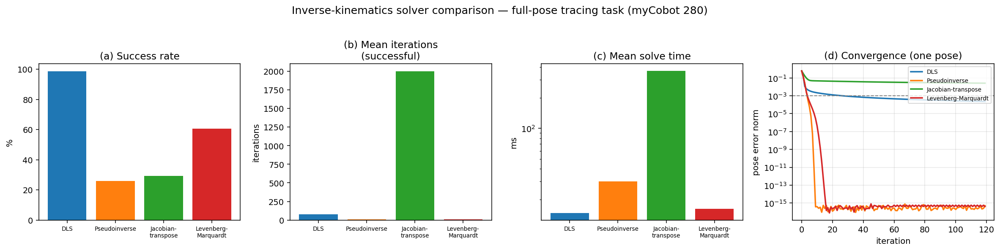 Inverse-kinematics solver comparison — full-pose tracing task (myCobot 280)
(a) Success rate
%
100
80
60
40
20
0
DLS
Pseudoinverse
Jacobian-
transpose
Levenberg-
Marquardt
(b) Mean iterations
(successful)
iterations
2000
1750
1500
1250
1000
750
500
250
0
DLS
Pseudoinverse
Jacobian-
transpose
Levenberg-
Marquardt
(c) Mean solve time
ms
10²
DLS
Pseudoinverse
Jacobian-
transpose
Levenberg-
Marquardt
(d) Convergence (one pose)
pose error norm
10⁻¹
10⁻³
10⁻⁵
10⁻⁷
10⁻⁹
10⁻¹¹
10⁻¹³
10⁻¹⁵
DLS
Pseudoinverse
Jacobian-transpose
Levenberg-Marquardt
0 20 40 60 80 100 120
iteration